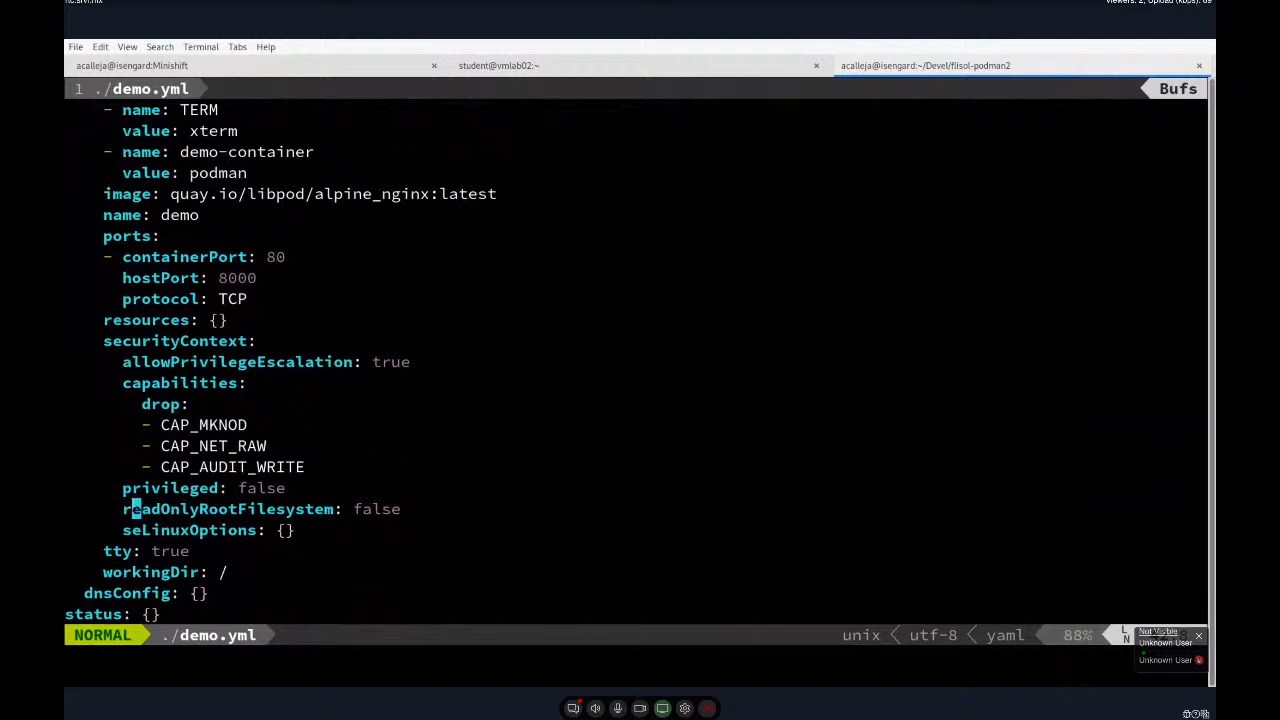 File Edit View Search Terminal Tabs Help
acalleja@isengard:Minishift × student@vmlab02:~ × acalleja@isengard:~/Devel/flisol-podman2 ×
1 ./demo.yml Bufs
- name: TERM
value: xterm
- name: demo-container
value: podman
image: quay.io/libpod/alpine_nginx:latest
name: demo
ports:
- containerPort: 80
hostPort: 8000
protocol: TCP
resources: {}
securityContext:
allowPrivilegeEscalation: true
capabilities:
drop:
- CAP_MKNOD
- CAP_NET_RAW
- CAP_AUDIT_WRITE
privileged: false
readOnlyRootFilesystem: false
seLinuxOptions: {}
tty: true
workingDir: /
dnsConfig: {}
status: {}
NORMAL ./demo.yml unix utf-8 yaml 88% LN
Not Visible ×
Unknown User
Unknown User